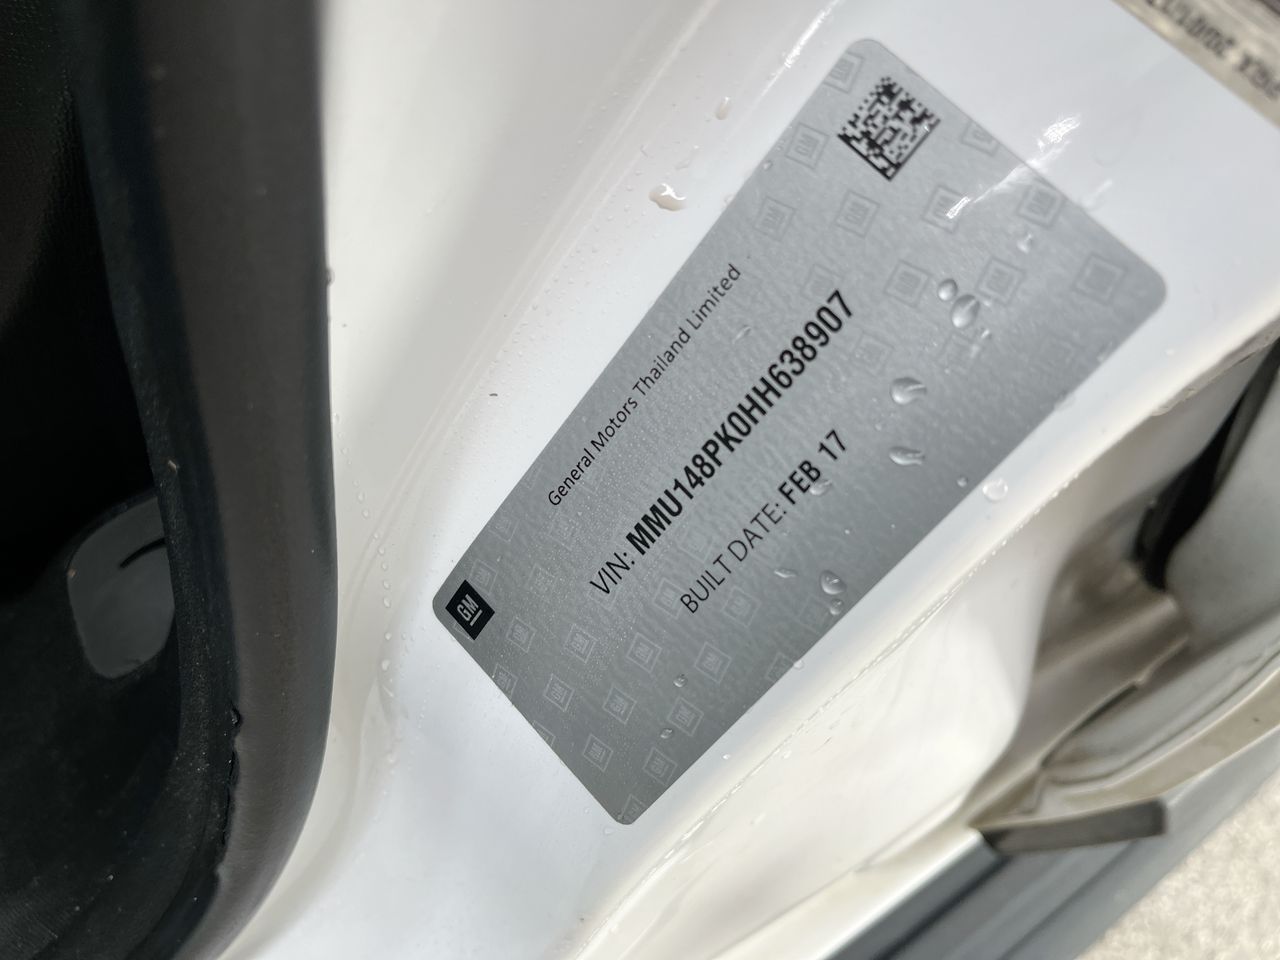 General Motors Thailand Limited
VIN: MMU148PK0HH638907
BUILT DATE: FEB 17
GM